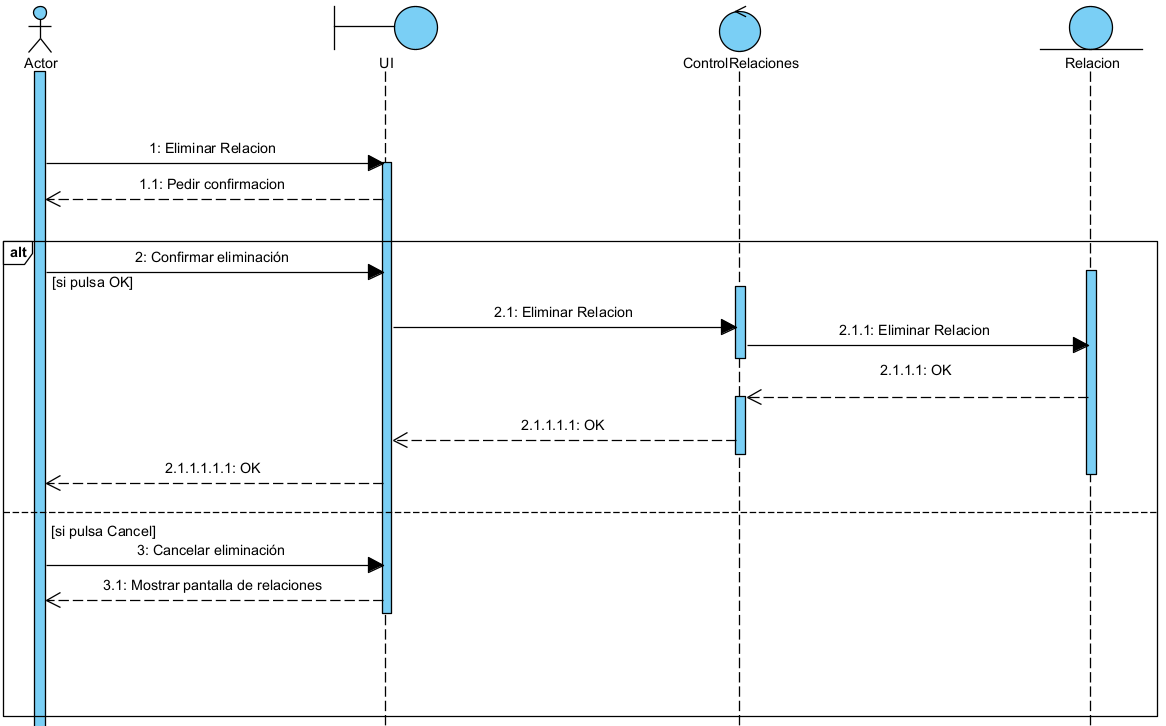 Actor
UI
ControlRelaciones
Relacion
1: Eliminar Relacion
1.1: Pedir confirmacion
alt
2: Confirmar eliminación
[si pulsa OK]
2.1: Eliminar Relacion
2.1.1: Eliminar Relacion
2.1.1.1: OK
2.1.1.1.1: OK
2.1.1.1.1.1: OK
[si pulsa Cancel]
3: Cancelar eliminación
3.1: Mostrar pantalla de relaciones